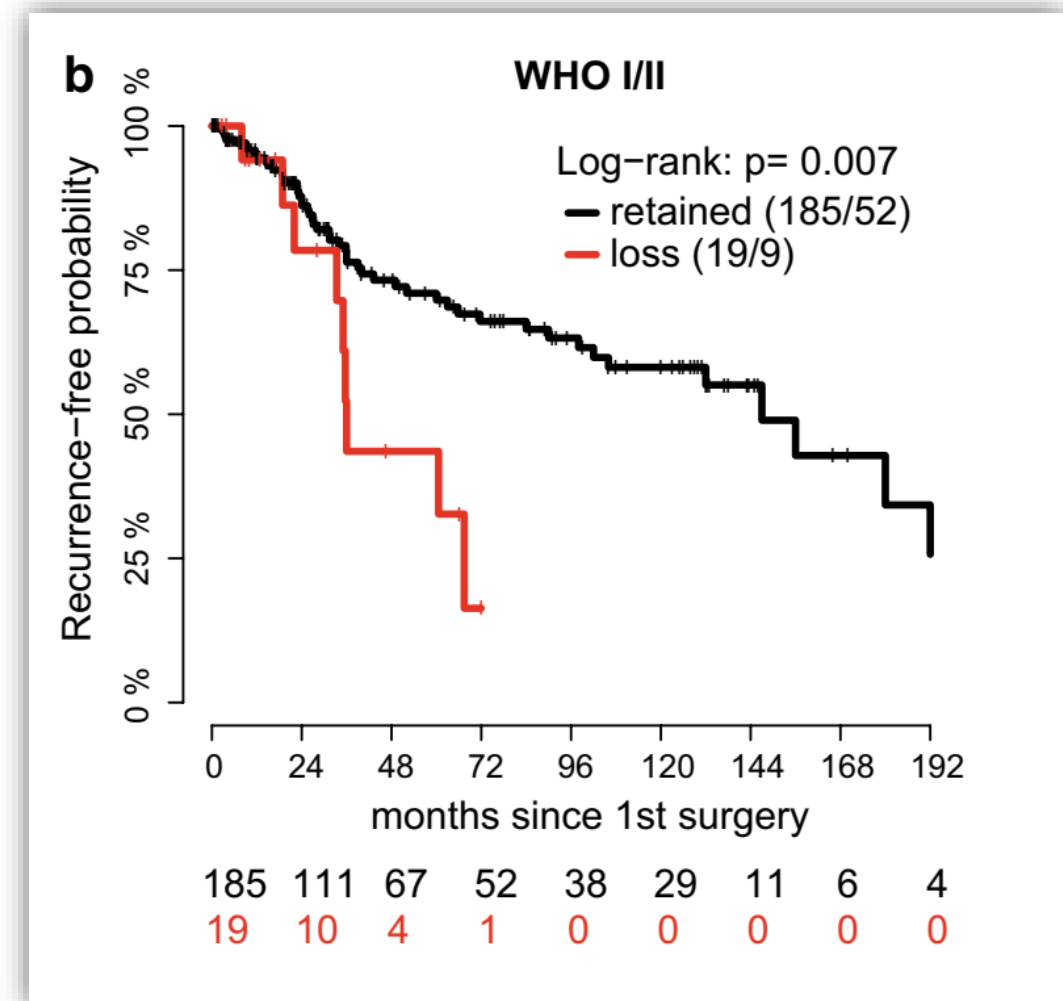 b
WHO I/II
Log−rank: p= 0.007
retained (185/52)
loss (19/9)
Recurrence−free probability
100 %
75 %
50 %
25 %
0 %
0 24 48 72 96 120 144 168 192
months since 1st surgery
185 111 67 52 38 29 11 6 4
19 10 4 1 0 0 0 0 0